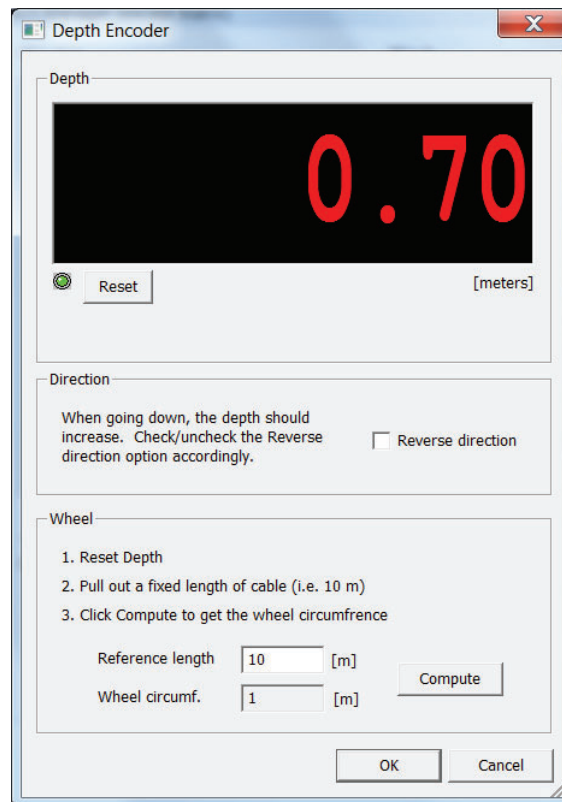 Depth Encoder
Depth
0.70
Reset
[meters]
Direction
When going down, the depth should
increase. Check/uncheck the Reverse
direction option accordingly.
Reverse direction
Wheel
1. Reset Depth
2. Pull out a fixed length of cable (i.e. 10 m)
3. Click Compute to get the wheel circumfrence
Reference length 10 [m]
Compute
Wheel circumf. 1 [m]
OK Cancel